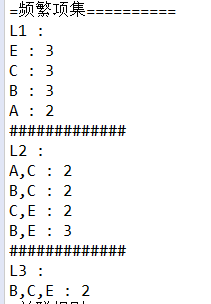 =频繁项集==========
L1 :
E : 3
C : 3
B : 3
A : 2
#############
L2 :
A,C : 2
B,C : 2
C,E : 2
B,E : 3
#############
L3 :
B,C,E : 2